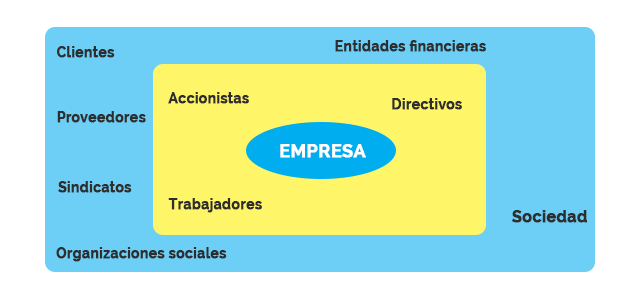 Clientes
Entidades financieras
Accionistas
Directivos
Proveedores
EMPRESA
Sindicatos
Trabajadores
Sociedad
Organizaciones sociales